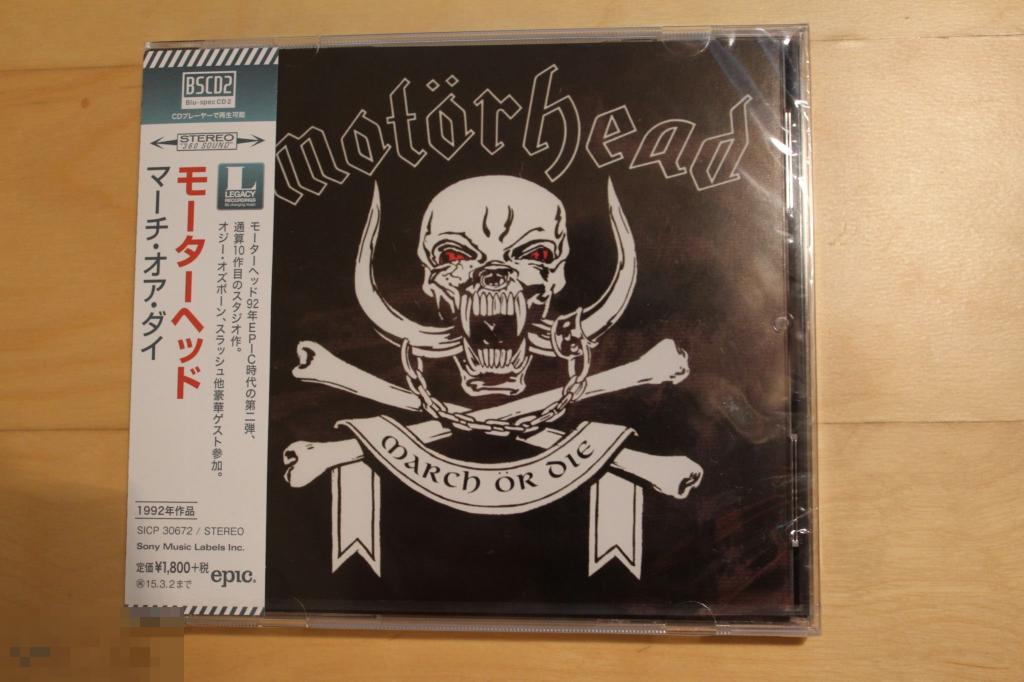 BSCD2
Blu-spec CD 2
CDプレーヤーで再生可能
STEREO
"360 SOUND"
L
LEGACY
RECORDINGS
モーターヘッド
マーチ・オア・ダイ
モーターヘッド92年EPIC時代の第二弾、
通算10作目のスタジオ作。
オジー・オズボーン、スラッシュ他豪華ゲスト参加。
1992年作品
SICP 30672 / STEREO
Sony Music Labels Inc.
定価¥1,800+税
15.3.2まで
epic.
motörhead
MARCH ÖR DIE